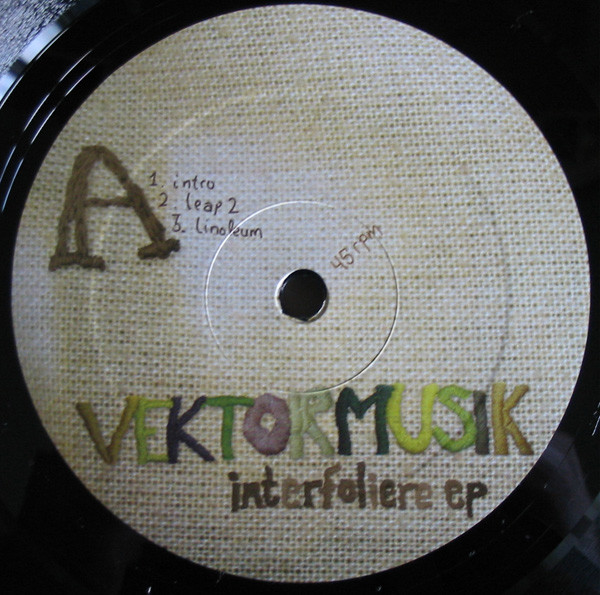 A
1. intro
2. leap 2
3. linoleum
45 rpm
VEKTORMUSIK
interfoliere ep